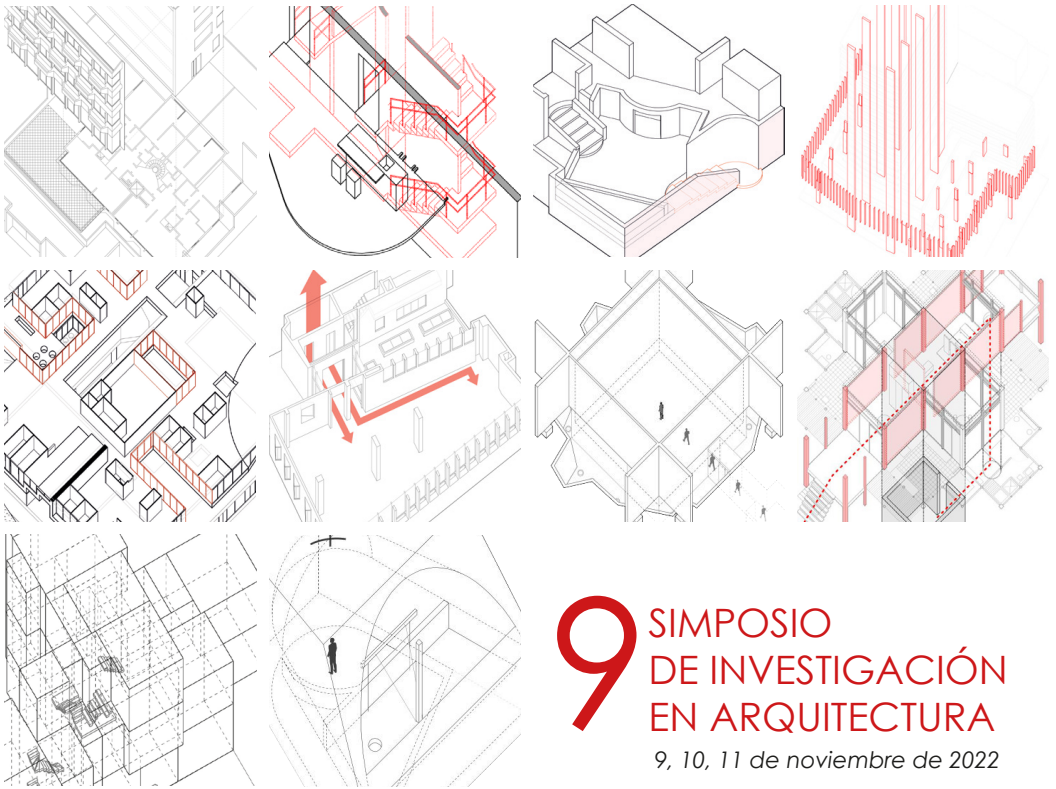 9
SIMPOSIO
DE INVESTIGACIÓN
EN ARQUITECTURA
9, 10, 11 de noviembre de 2022